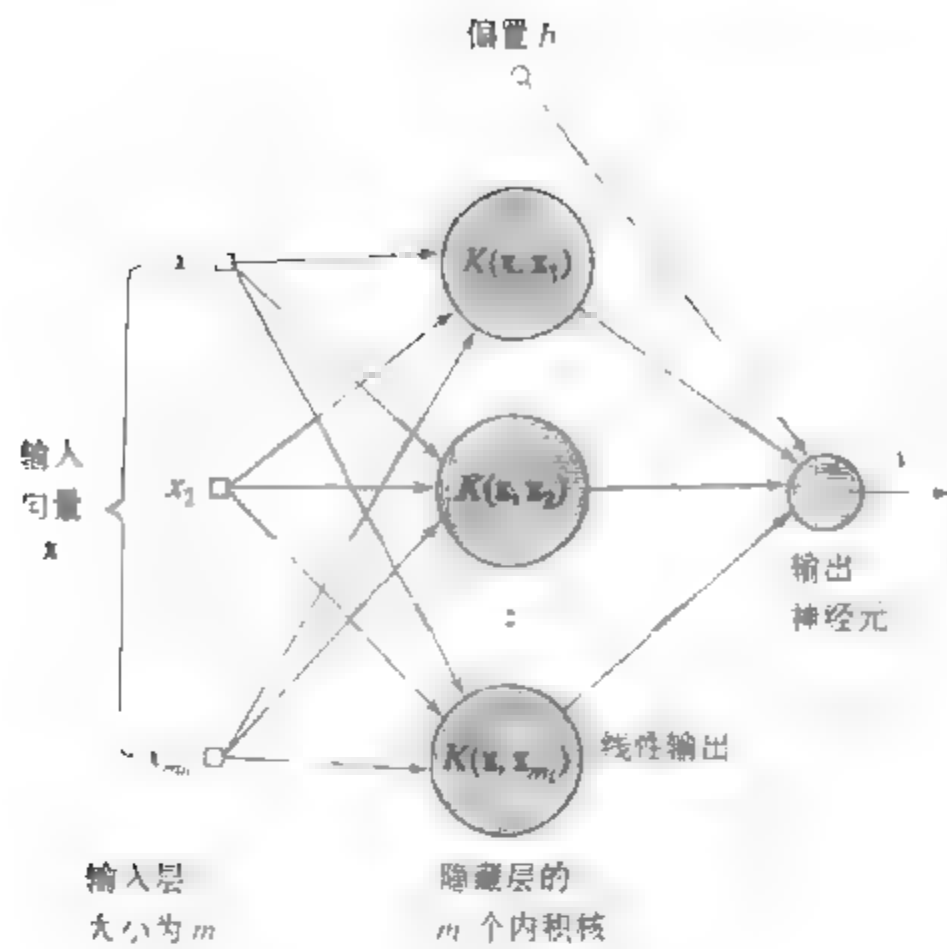 偏置 b
K(x, x₁)
输入
向量
x
x₂
K(x, x₂)
输出
神经元
K(x, x_{m₁})
线性输出
输入层
大小为 m
隐藏层的
m 个内积核